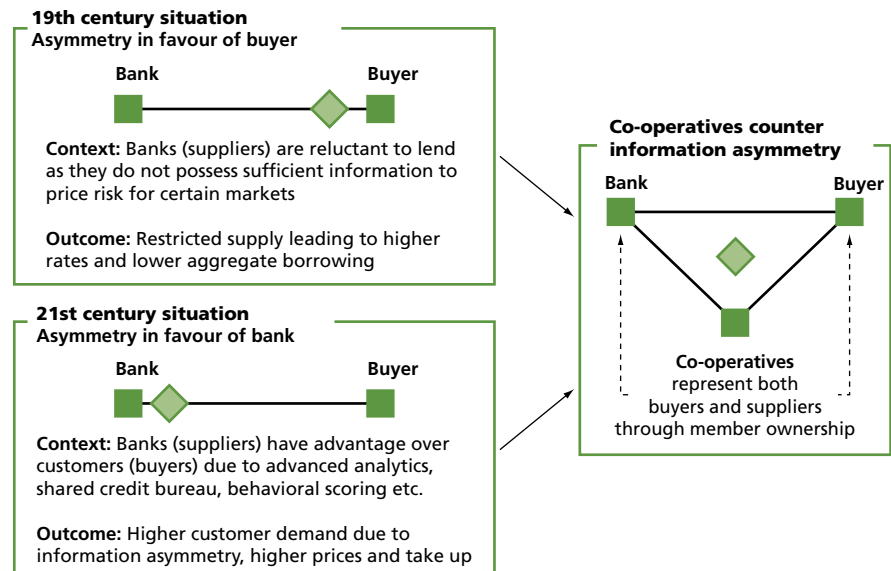 19th century situation
Asymmetry in favour of buyer
Bank
Buyer
Context: Banks (suppliers) are reluctant to lend
as they do not possess sufficient information to
price risk for certain markets
Outcome: Restricted supply leading to higher
rates and lower aggregate borrowing
21st century situation
Asymmetry in favour of bank
Bank
Buyer
Context: Banks (suppliers) have advantage over
customers (buyers) due to advanced analytics,
shared credit bureau, behavioral scoring etc.
Outcome: Higher customer demand due to
information asymmetry, higher prices and take up
Co-operatives counter
information asymmetry
Bank
Buyer
Co-operatives
represent both
buyers and suppliers
through member ownership